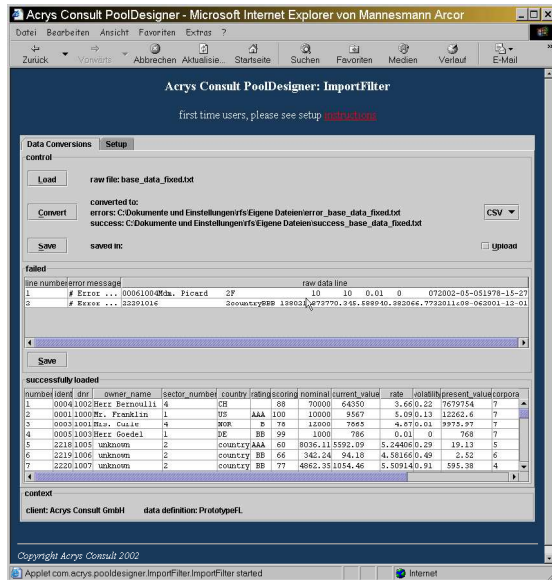 Acrys Consult PoolDesigner - Microsoft Internet Explorer von Mannesmann Arcor
Datei Bearbeiten Ansicht Favoriten Extras ?
Zurück Vorwärts Abbrechen Aktualisie... Startseite Suchen Favoriten Medien Verlauf E-Mail
Acrys Consult PoolDesigner: ImportFilter
first time users, please see setup instructions
Data Conversions Setup
control
Load raw file: base_data_fixed.txt
converted to:
Convert errors: C:\Dokumente und Einstellungen\rfs\Eigene Dateien\error_base_data_fixed.txt CSV
success: C:\Dokumente und Einstellungen\rfs\Eigene Dateien\success_base_data_fixed.txt
Save saved in: Upload
failed
line number error message raw data line
1 # Error ... 00061004Mdm. Picard 2F 10 10 0.01 0 072002-05-051978-15-27
2 # Error ... 22201016
Save
successfully loaded
number ident dnr owner_name sector_number country rating scoring nominal current_value rate volatility present_value corpora
1 0004 1002 Herr Bernoulli 4 CH 88 70000 64350 3.66 0.22 7679754 7
2 0001 1000 Mr. Franklin 1 US AAA 100 10000 9567 5.09 0.13 12262.6 7
3 0003 1001 Mrs. Curie 4 NOR B 78 12000 7865 4.87 0.01 9975.97 7
4 0005 1003 Herr Goedel 1 DE BB 99 1000 786 0.01 0 768 7
5 2218 1005 unknown 2 country AAA 60 8036.11 5592.09 5.24406 0.29 19.13 5
6 2219 1006 unknown 2 country BB 66 342.24 94.18 4.58166 0.49 2.52 6
7 2220 1007 unknown 2 country BB 77 4862.35 1054.46 5.50914 0.91 595.38 4
context
client: Acrys Consult GmbH data definition: PrototypeFL
Copyright Acrys Consult 2002
Applet com.acrys.pooldesigner.ImportFilter.ImportFilter started Internet